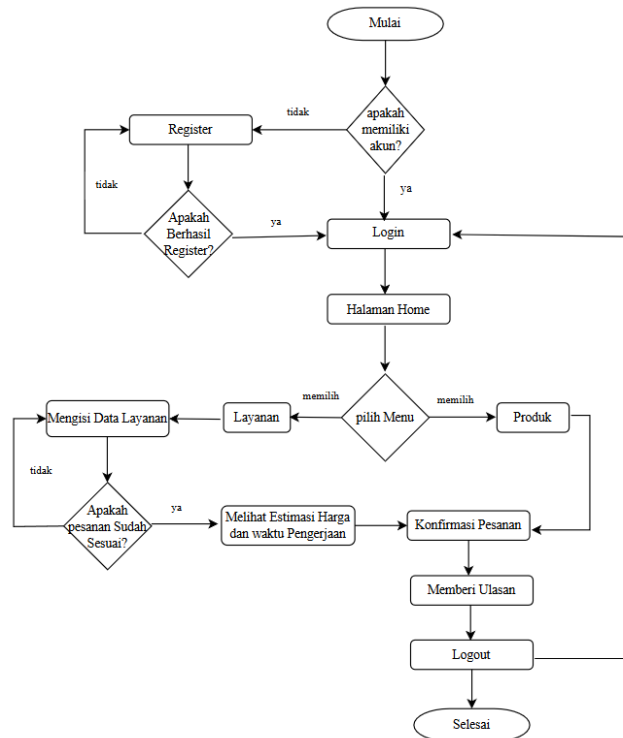 Mulai
apakah
memiliki
akun?
tidak
Register
tidak
ya
Apakah
Berhasil
Register?
ya
Login
Halaman Home
pilih Menu
memilih
memilih
Layanan
Produk
Mengisi Data Layanan
tidak
Apakah
pesanan Sudah
Sesuai?
ya
Melihat Estimasi Harga
dan waktu Pengerjaan
Konfirmasi Pesanan
Memberi Ulasan
Logout
Selesai